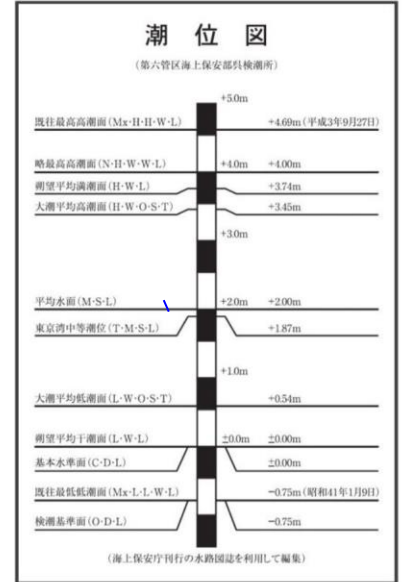 潮位図
(第六管区海上保安部呉検潮所)
+5.0m
既往最高高潮面(Mx·H·H·W·L) +4.69m(平成3年9月27日)
略最高高潮面(N·H·W·W·L) +4.0m +4.00m
朔望平均満潮面(H·W·L) +3.74m
大潮平均高潮面(H·W·O·S·T) +3.45m
+3.0m
平均水面(M·S·L) +2.0m +2.00m
東京湾中等潮位(T·M·S·L) +1.87m
+1.0m
大潮平均低潮面(L·W·O·S·T) +0.54m
朔望平均干潮面(L·W·L) ±0.0m ±0.00m
基本水準面(C·D·L) ±0.00m
既往最低低潮面(Mx·L·L·W·L) −0.75m(昭和41年1月9日)
検潮基準面(O·D·L) −0.75m
(海上保安庁刊行の水路図誌を利用して編集)